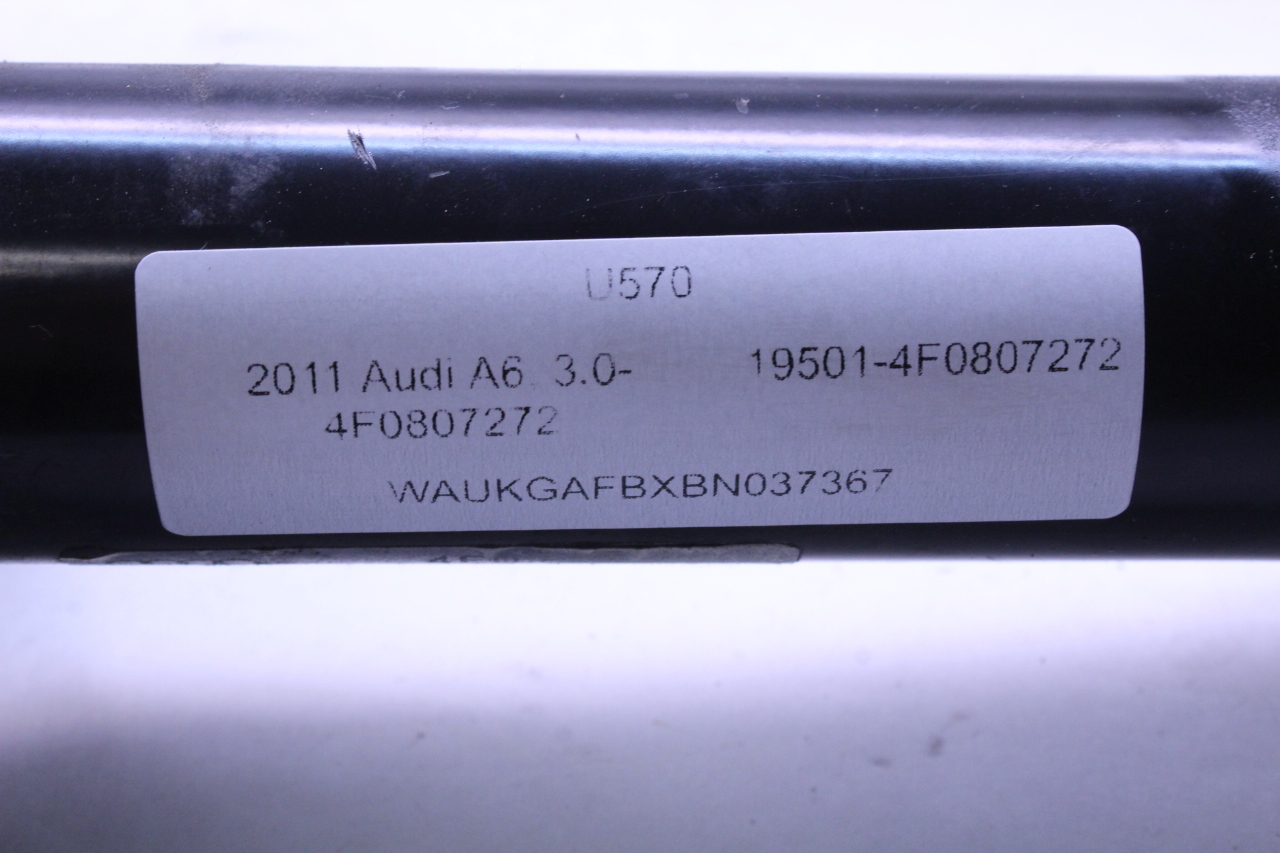 U570
2011 Audi A6 3.0- 19501-4F0807272
4F0807272
WAUKGAFBXBN037367